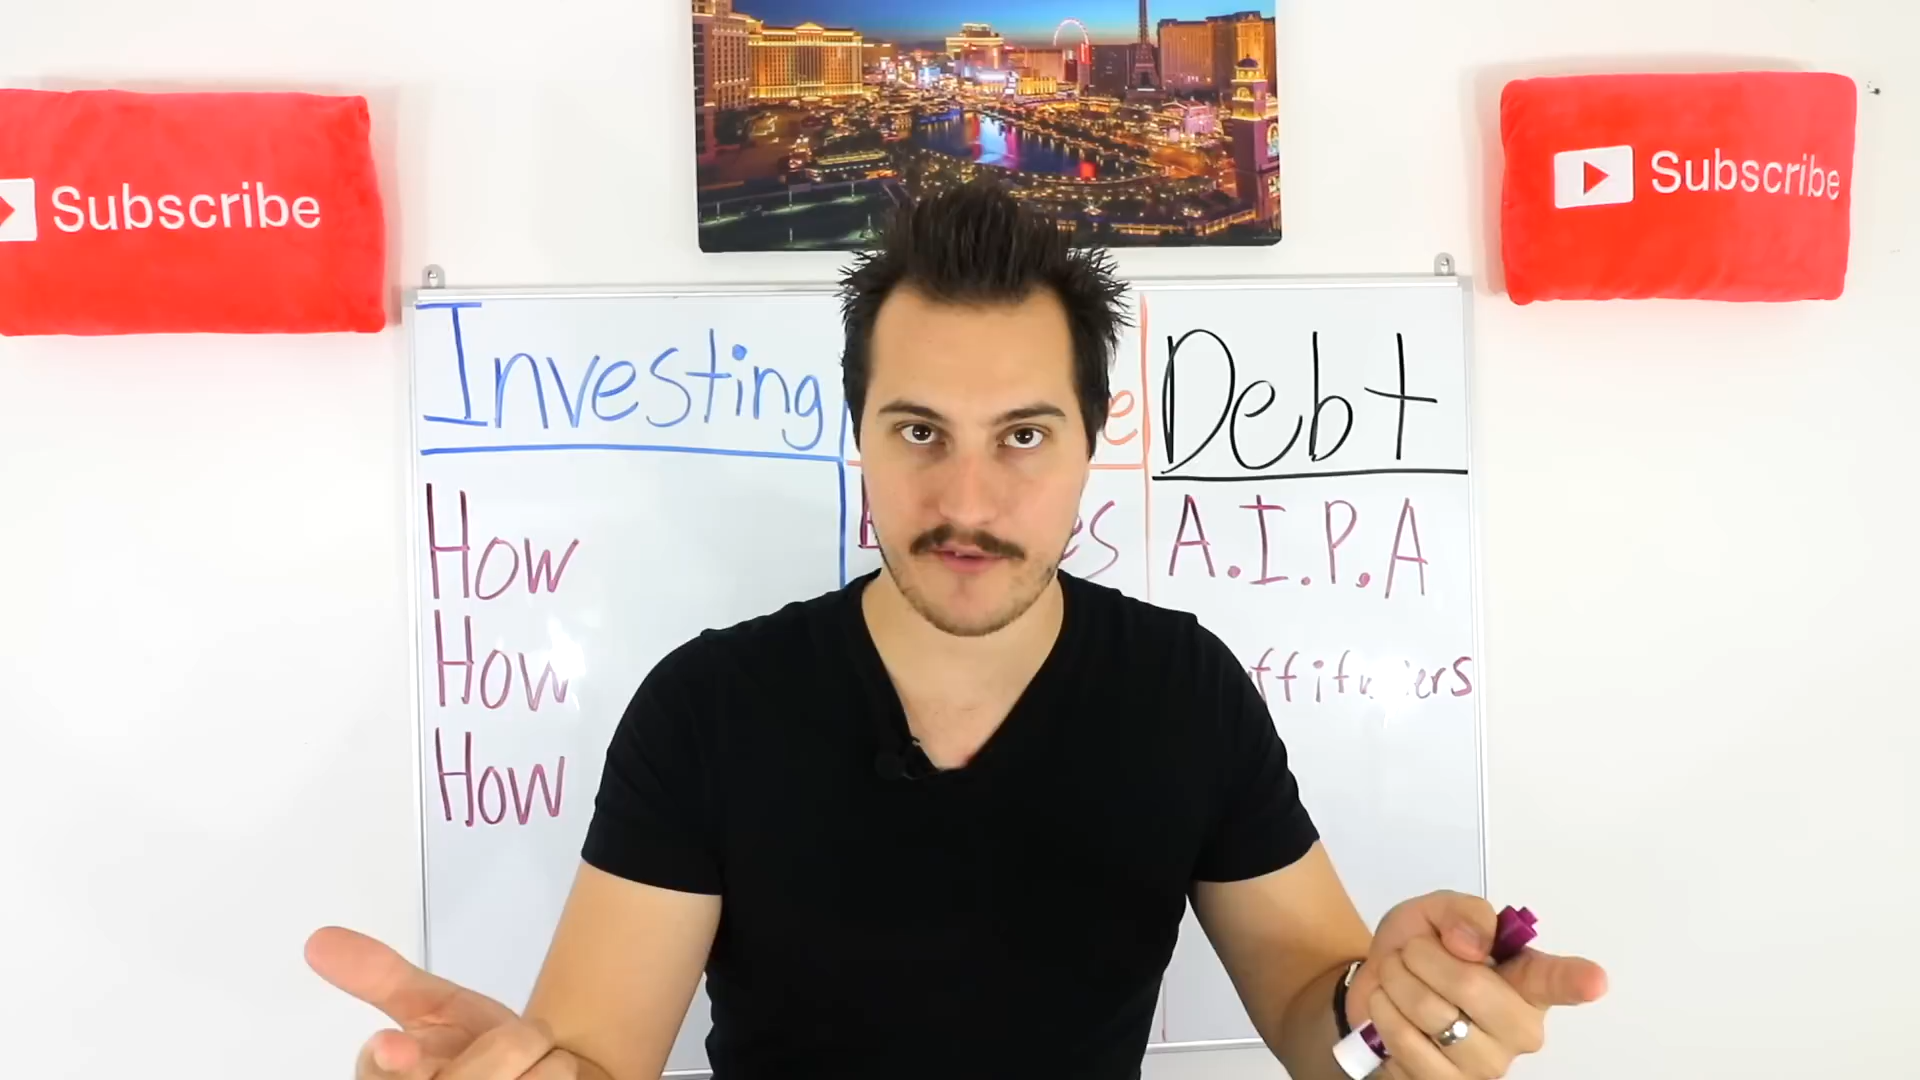 Subscribe
Subscribe
Investing
Debt
How
How
How
A.I.P.A